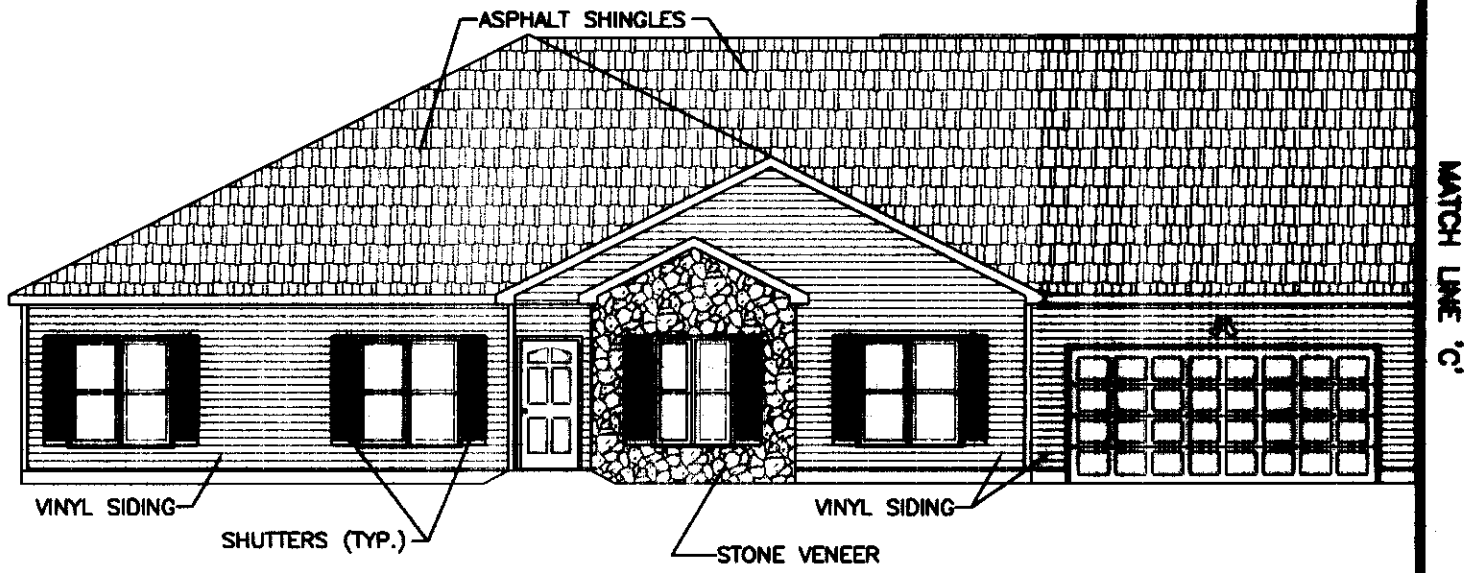 ASPHALT SHINGLES
MATCH LINE 'C'
VINYL SIDING
VINYL SIDING
SHUTTERS (TYP.)
STONE VENEER